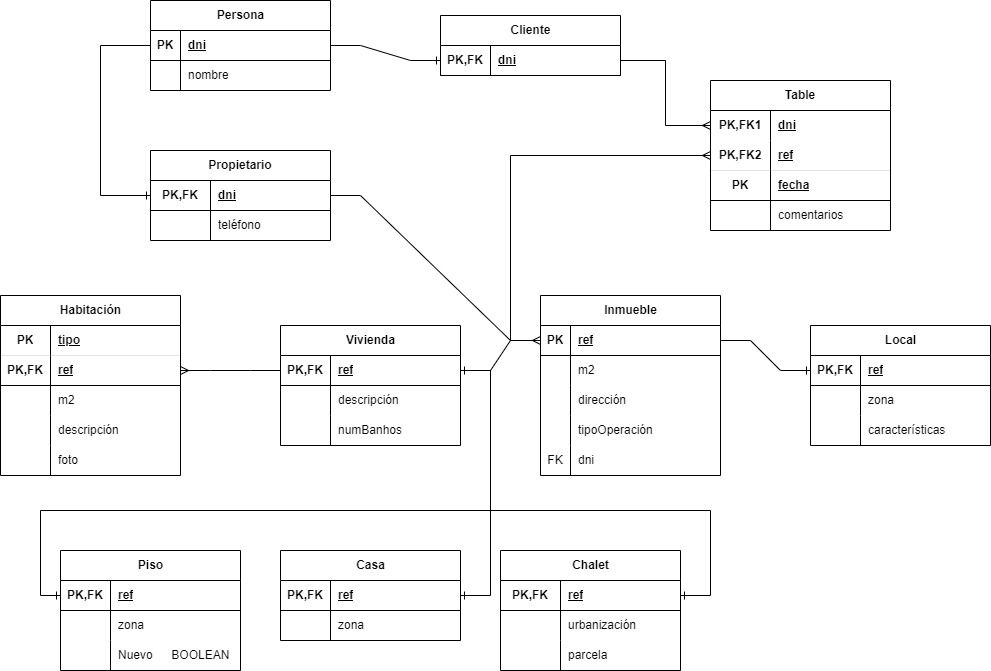 Persona
PK dni
nombre
Cliente
PK,FK dni
Table
PK,FK1 dni
PK,FK2 ref
PK fecha
comentarios
Propietario
PK,FK dni
teléfono
Habitación
PK tipo
PK,FK ref
m2
descripción
foto
Vivienda
PK,FK ref
descripción
numBanhos
Inmueble
PK ref
m2
dirección
tipoOperación
FK dni
Local
PK,FK ref
zona
características
Piso
PK,FK ref
zona
Nuevo BOOLEAN
Casa
PK,FK ref
zona
Chalet
PK,FK ref
urbanización
parcela